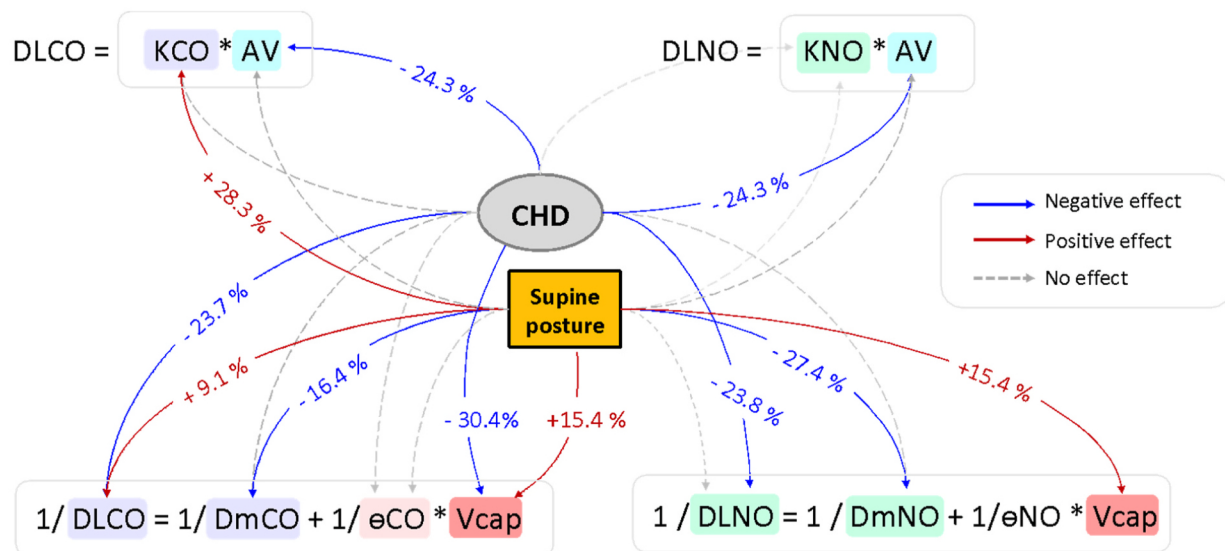 DLCO = KCO * AV
DLNO = KNO * AV
- 24.3 %
- 24.3 %
+ 28.3 %
CHD
Negative effect
Positive effect
No effect
Supine
posture
- 23.7 %
+ 9.1 %
- 16.4 %
- 30.4%
+15.4 %
- 23.8 %
- 27.4 %
+15.4 %
1/ DLCO = 1/ DmCO + 1/ ɵCO * Vcap
1 / DLNO = 1 / DmNO + 1/ɵNO * Vcap